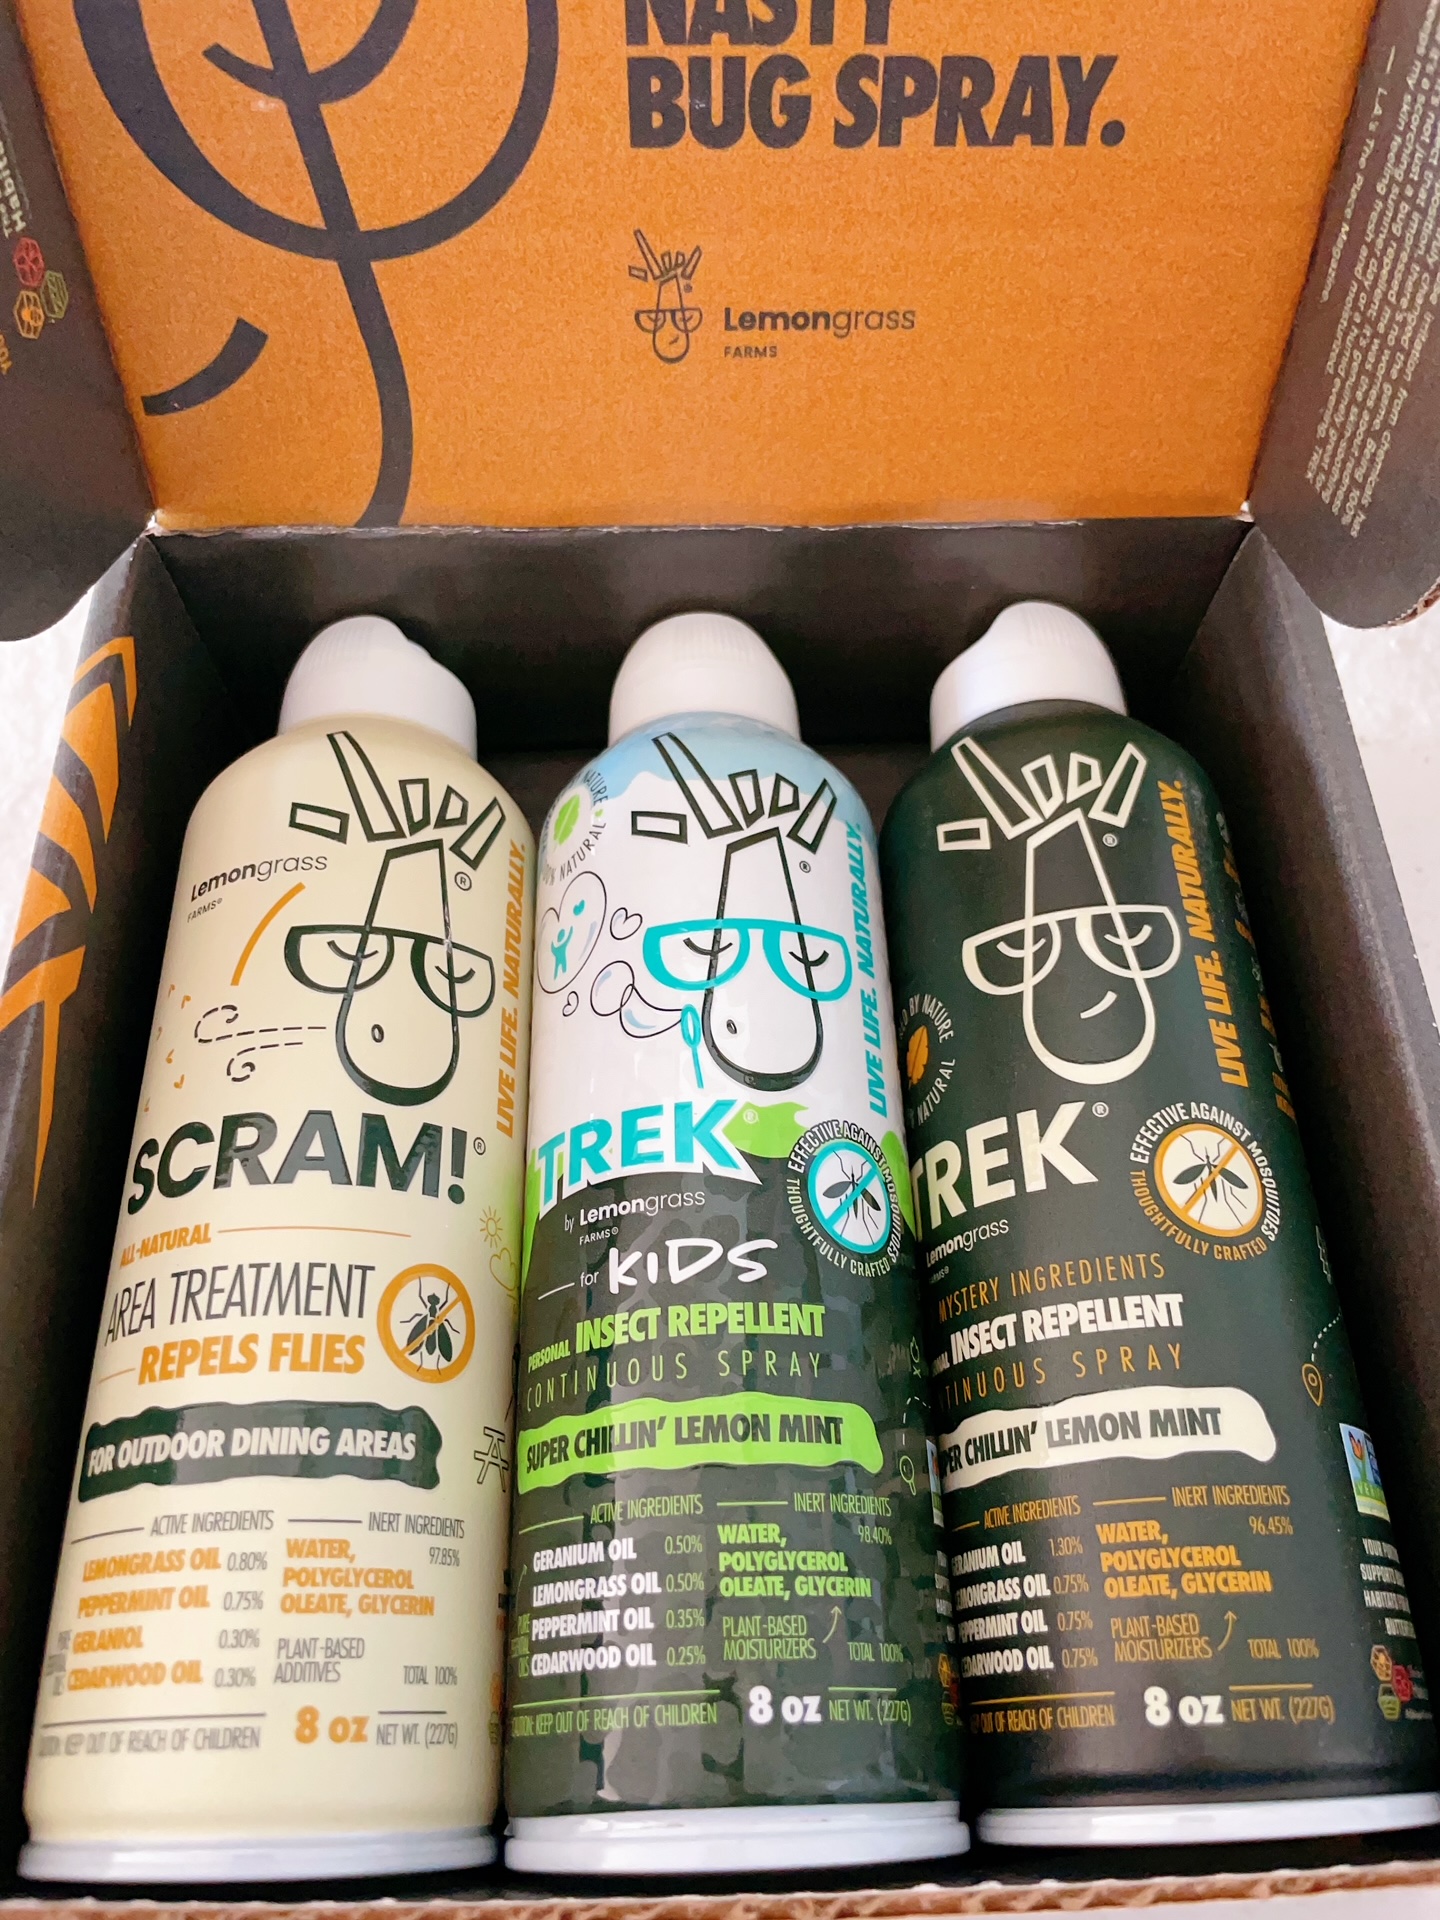 NASTY
BUG SPRAY.
Lemongrass
FARMS
Lemongrass
FARMS®
®
LIVE LIFE. NATURALLY.
SCRAM!®
ALL-NATURAL
AREA TREATMENT
REPELS FLIES
FOR OUTDOOR DINING AREAS
ACTIVE INGREDIENTS
LEMONGRASS OIL 0.80%
PEPPERMINT OIL 0.75%
GERANIOL 0.30%
CEDARWOOD OIL 0.30%
INERT INGREDIENTS
97.85%
WATER,
POLYGLYCEROL
OLEATE, GLYCERIN
PLANT-BASED
ADDITIVES
TOTAL 100%
KEEP OUT OF REACH OF CHILDREN
8 oz NET WT. (227G)
NATURE
NATURAL
®
LIVE LIFE. NATURALLY.
TREK®
by Lemongrass
FARMS®
for KIDS
EFFECTIVE AGAINST MOSQUITOES
THOUGHTFULLY CRAFTED
PERSONAL INSECT REPELLENT
CONTINUOUS SPRAY
SUPER CHILLIN' LEMON MINT
ACTIVE INGREDIENTS
GERANIUM OIL 0.50%
LEMONGRASS OIL 0.50%
PEPPERMINT OIL 0.35%
CEDARWOOD OIL 0.25%
INERT INGREDIENTS
98.40%
WATER,
POLYGLYCEROL
OLEATE, GLYCERIN
PLANT-BASED
MOISTURIZERS
TOTAL 100%
CAUTION: KEEP OUT OF REACH OF CHILDREN
8 oz NET WT. (227G)
®
LIVE LIFE. NATURALLY.
BY NATURE
NATURAL
TREK®
Lemongrass
EFFECTIVE AGAINST MOSQUITOES
THOUGHTFULLY CRAFTED
MYSTERY INGREDIENTS
INSECT REPELLENT
SPRAY
CHILLIN' LEMON MINT
ACTIVE INGREDIENTS
GERANIUM OIL 1.30%
LEMONGRASS OIL 0.75%
PEPPERMINT OIL 0.75%
CEDARWOOD OIL 0.75%
INERT INGREDIENTS
96.45%
WATER,
POLYGLYCEROL
OLEATE, GLYCERIN
PLANT-BASED
MOISTURIZERS
TOTAL 100%
KEEP OUT OF REACH OF CHILDREN
8 oz NET WT. (227G)